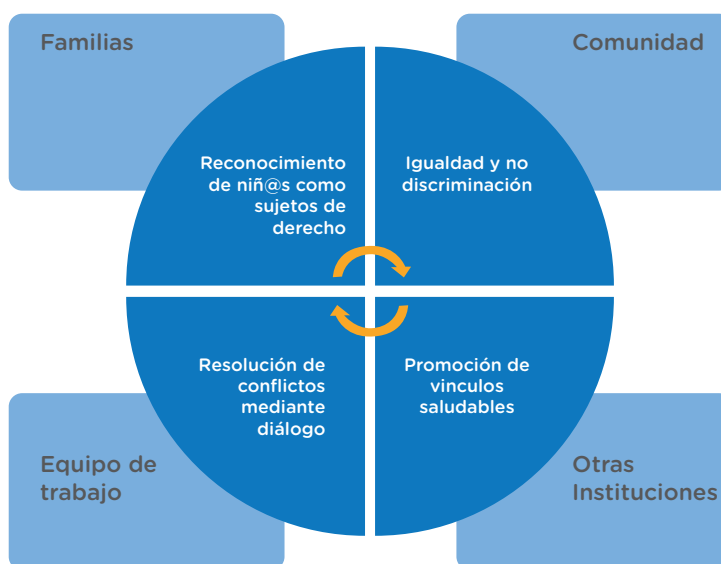 Familias
Comunidad
Reconocimiento
de niñ@s como
sujetos de
derecho
Igualdad y no
discriminación
Resolución de
conflictos
mediante
diálogo
Promoción de
vinculos
saludables
Equipo de
trabajo
Otras
Instituciones